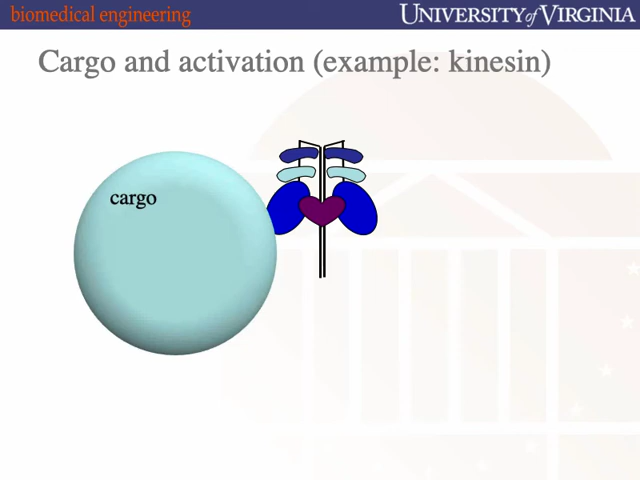 biomedical engineering
UNIVERSITY of VIRGINIA
Cargo and activation (example: kinesin)
cargo